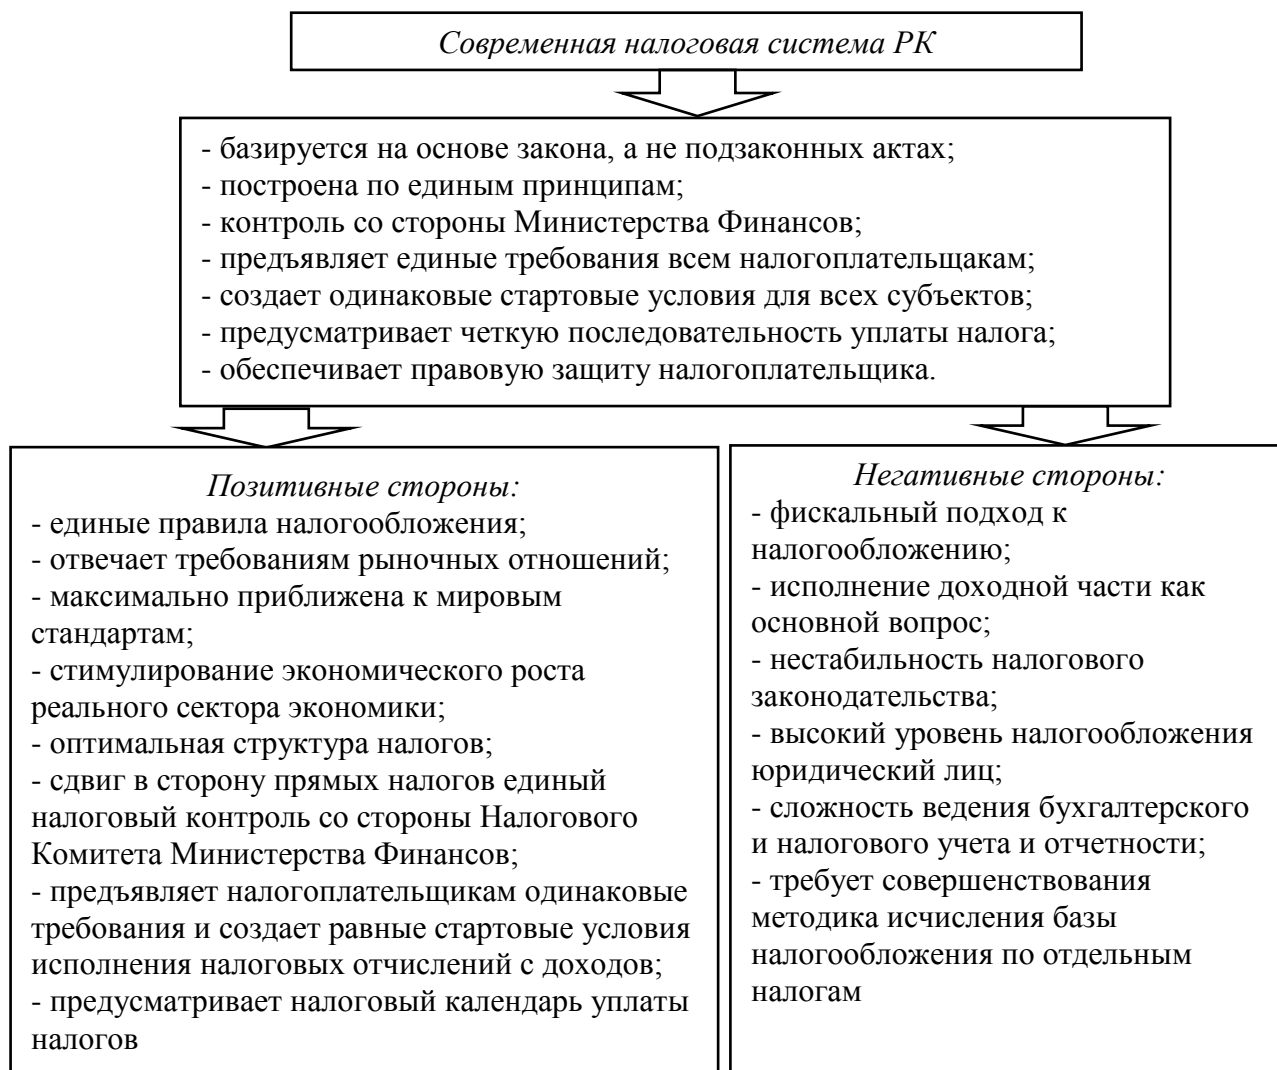 Современная налоговая система РК
- базируется на основе закона, а не подзаконных актах;
- построена по единым принципам;
- контроль со стороны Министерства Финансов;
- предъявляет единые требования всем налогоплательщакам;
- создает одинаковые стартовые условия для всех субъектов;
- предусматривает четкую последовательность уплаты налога;
- обеспечивает правовую защиту налогоплательщика.
Позитивные стороны:
- единые правила налогообложения;
- отвечает требованиям рыночных отношений;
- максимально приближена к мировым
стандартам;
- стимулирование экономического роста
реального сектора экономики;
- оптимальная структура налогов;
- сдвиг в сторону прямых налогов единый
налоговый контроль со стороны Налогового
Комитета Министерства Финансов;
- предъявляет налогоплательщикам одинаковые
требования и создает равные стартовые условия
исполнения налоговых отчислений с доходов;
- предусматривает налоговый календарь уплаты
налогов
Негативные стороны:
- фискальный подход к
налогообложению;
- исполнение доходной части как
основной вопрос;
- нестабильность налогового
законодательства;
- высокий уровень налогообложения
юридический лиц;
- сложность ведения бухгалтерского
и налогового учета и отчетности;
- требует совершенствования
методика исчисления базы
налогообложения по отдельным
налогам